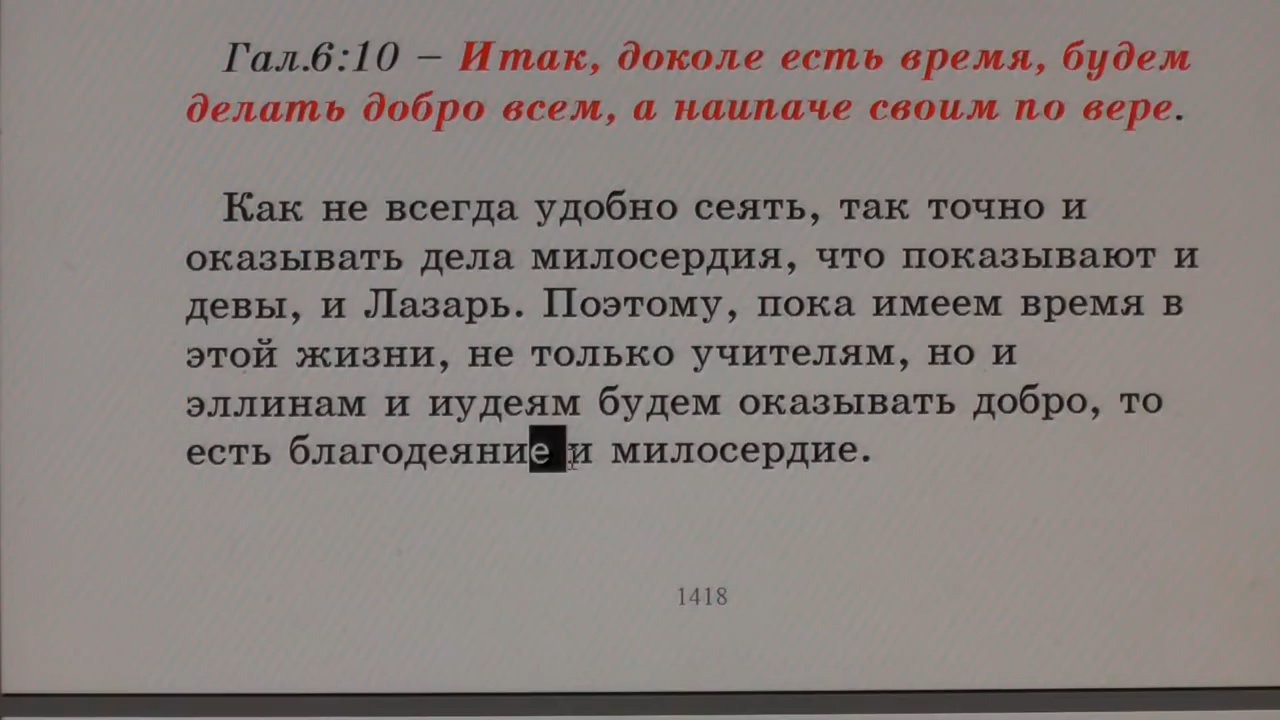 Гал.6:10 – Итак, доколе есть время, будем
делать добро всем, а наипаче своим по вере.
Как не всегда удобно сеять, так точно и
оказывать дела милосердия, что показывают и
девы, и Лазарь. Поэтому, пока имеем время в
этой жизни, не только учителям, но и
эллинам и иудеям будем оказывать добро, то
есть благодеяние и милосердие.
1418